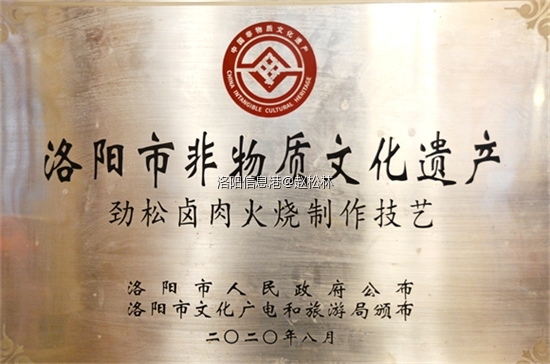 中国非物质文化遗产
CHINA INTANGIBLE CULTURAL HERITAGE
洛阳市非物质文化遗产
洛阳信息港@赵松林
劲松卤肉火烧制作技艺
洛阳市人民政府公布
洛阳市文化广电和旅游局颁布
二〇二〇年八月